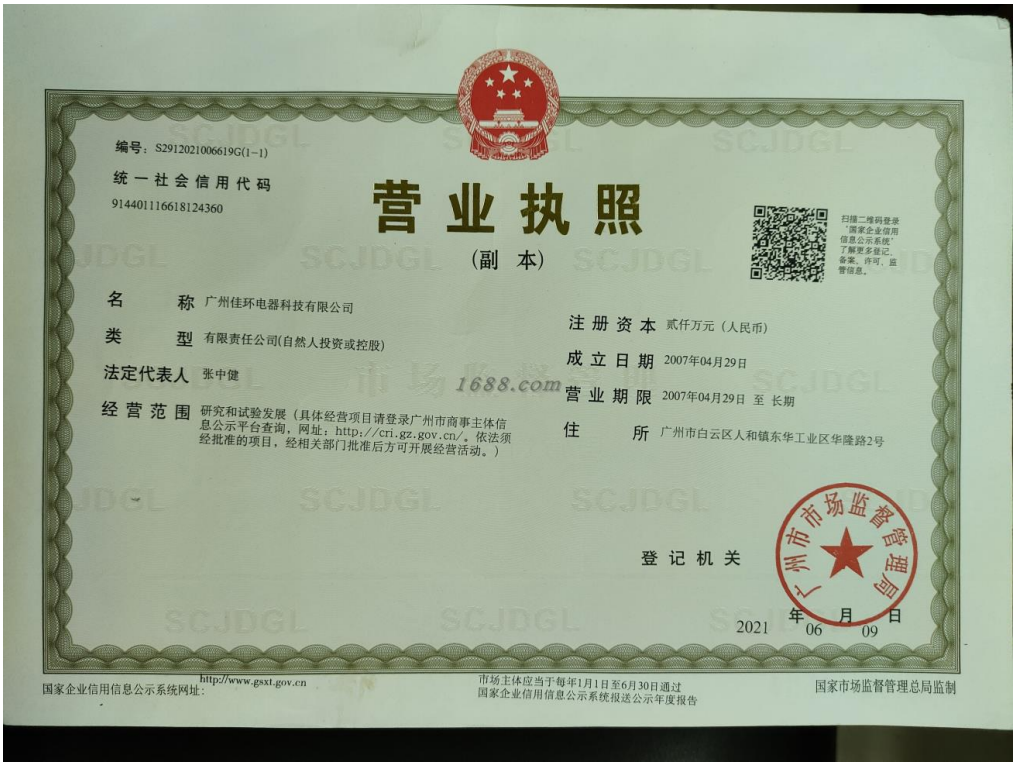 编号: S2912021006619G(1-1)
统一社会信用代码
914401116618124360
营业执照
(副 本)
扫描二维码登录
"国家企业信用
信息公示系统"
了解更多登记、
备案、许可、监
管信息。
名 称 广州佳环电器科技有限公司
类 型 有限责任公司(自然人投资或控股)
法定代表人 张中健
经营范围 研究和试验发展（具体经营项目请登录广州市商事主体信
息公示平台查询，网址：http://cri.gz.gov.cn/。依法须
经批准的项目，经相关部门批准后方可开展经营活动。）
注册资本 贰仟万元（人民币）
成立日期 2007年04月29日
营业期限 2007年04月29日 至 长期
住 所 广州市白云区人和镇东华工业区华隆路2号
1688.com
登记机关
广州市市场监督管理局
2021 年 06 月 09 日
国家企业信用信息公示系统网址: http://www.gsxt.gov.cn
市场主体应当于每年1月1日至6月30日通过
国家企业信用信息公示系统报送公示年度报告
国家市场监督管理总局监制
SCJDGL
SCJDGL
SCJDGL
SCJDGL
SCJDGL
SCJDGL
SCJDGL
SCJDGL
SCJDGL